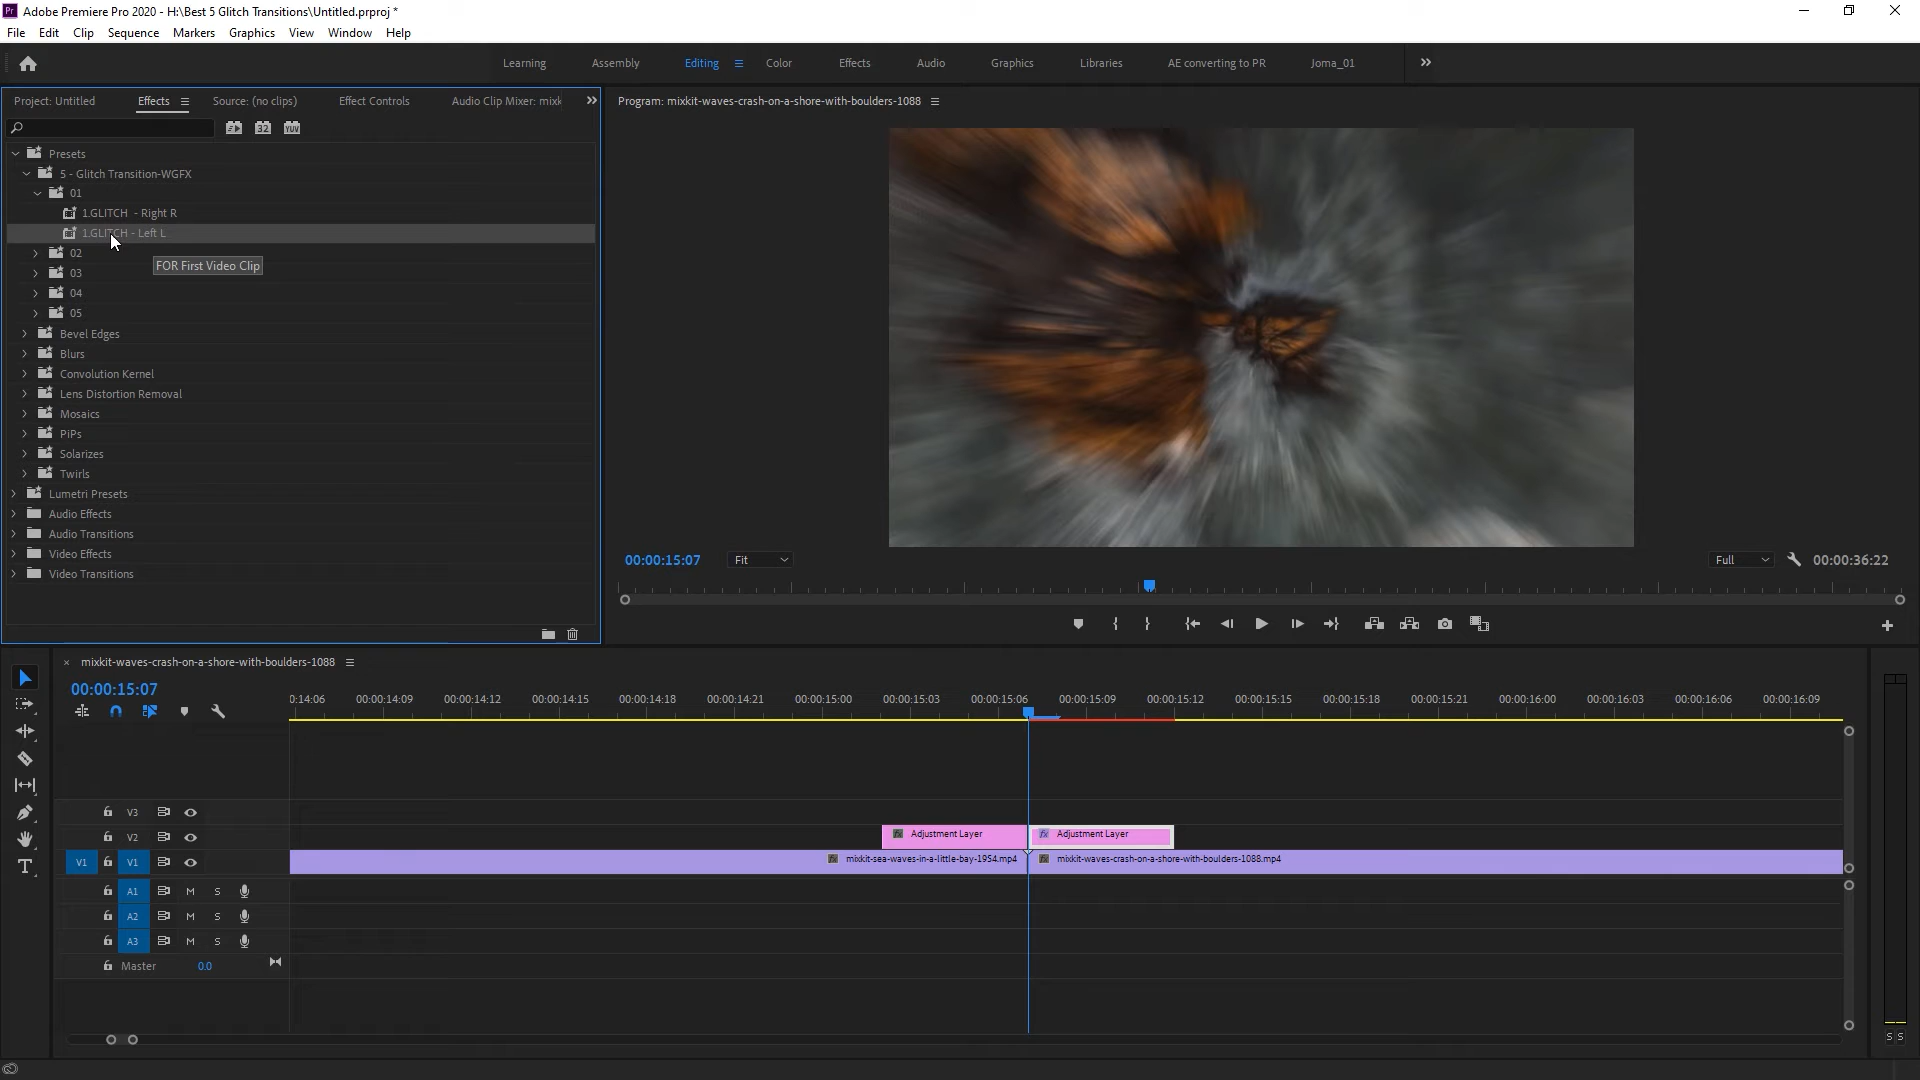 Adobe Premiere Pro 2020 - H:\Best 5 Glitch Transitions\Untitled.prproj *
File Edit Clip Sequence Markers Graphics View Window Help
Learning Assembly Editing Color Effects Audio Graphics Libraries AE converting to PR Joma_01
Project: Untitled Effects Source: (no clips) Effect Controls Audio Clip Mixer: mixk
Program: mixkit-waves-crash-on-a-shore-with-boulders-1088
32 YUV
Presets
5 - Glitch Transition-WGFX
01
1.GLITCH - Right R
1.GLITCH - Left L
02
FOR First Video Clip
03
04
05
Bevel Edges
Blurs
Convolution Kernel
Lens Distortion Removal
Mosaics
PiPs
Solarizes
Twirls
Lumetri Presets
Audio Effects
Audio Transitions
Video Effects
Video Transitions
00:00:15:07 Fit Full 00:00:36:22
mixkit-waves-crash-on-a-shore-with-boulders-1088
00:00:15:07
0:14:06 00:00:14:09 00:00:14:12 00:00:14:15 00:00:14:18 00:00:14:21 00:00:15:00 00:00:15:03 00:00:15:06 00:00:15:09 00:00:15:12 00:00:15:15 00:00:15:18 00:00:15:21 00:00:16:00 00:00:16:03 00:00:16:06 00:00:16:09
V3
V2 fx Adjustment Layer fx Adjustment Layer
V1 V1 fx mixkit-sea-waves-in-a-little-bay-1954.mp4 fx mixkit-waves-crash-on-a-shore-with-boulders-1088.mp4
A1 M S
A2 M S
A3 M S
Master 0.0
S S